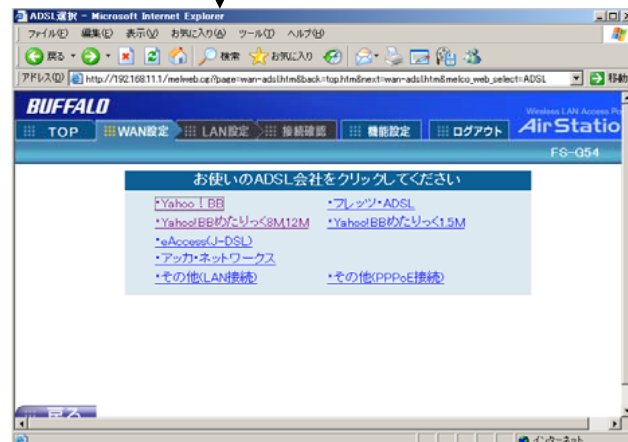 ADSL選択 - Microsoft Internet Explorer
ファイル(F) 編集(E) 表示(V) お気に入り(A) ツール(T) ヘルプ(H)
戻る 検索 お気に入り
アドレス(D) http://192.168.11.1/melweb.cgi?page=wan-adsl.htm&back=top.htm&next=wan-adsl.htm&melco_web_select=ADSL 移動
BUFFALO
Wireless LAN Access
AirStatio
TOP WAN設定 LAN設定 接続確認 機能設定 ログアウト
FS-G54
お使いのADSL会社をクリックしてください
・Yahoo！BB ・フレッツ・ADSL
・Yahoo!BBめたりっく8M,12M ・Yahoo!BBめたりっく1.5M
・eAccess(J-DSL)
・アッカ・ネットワークス
・その他(LAN接続) ・その他(PPPoE接続)
戻る
インターネット